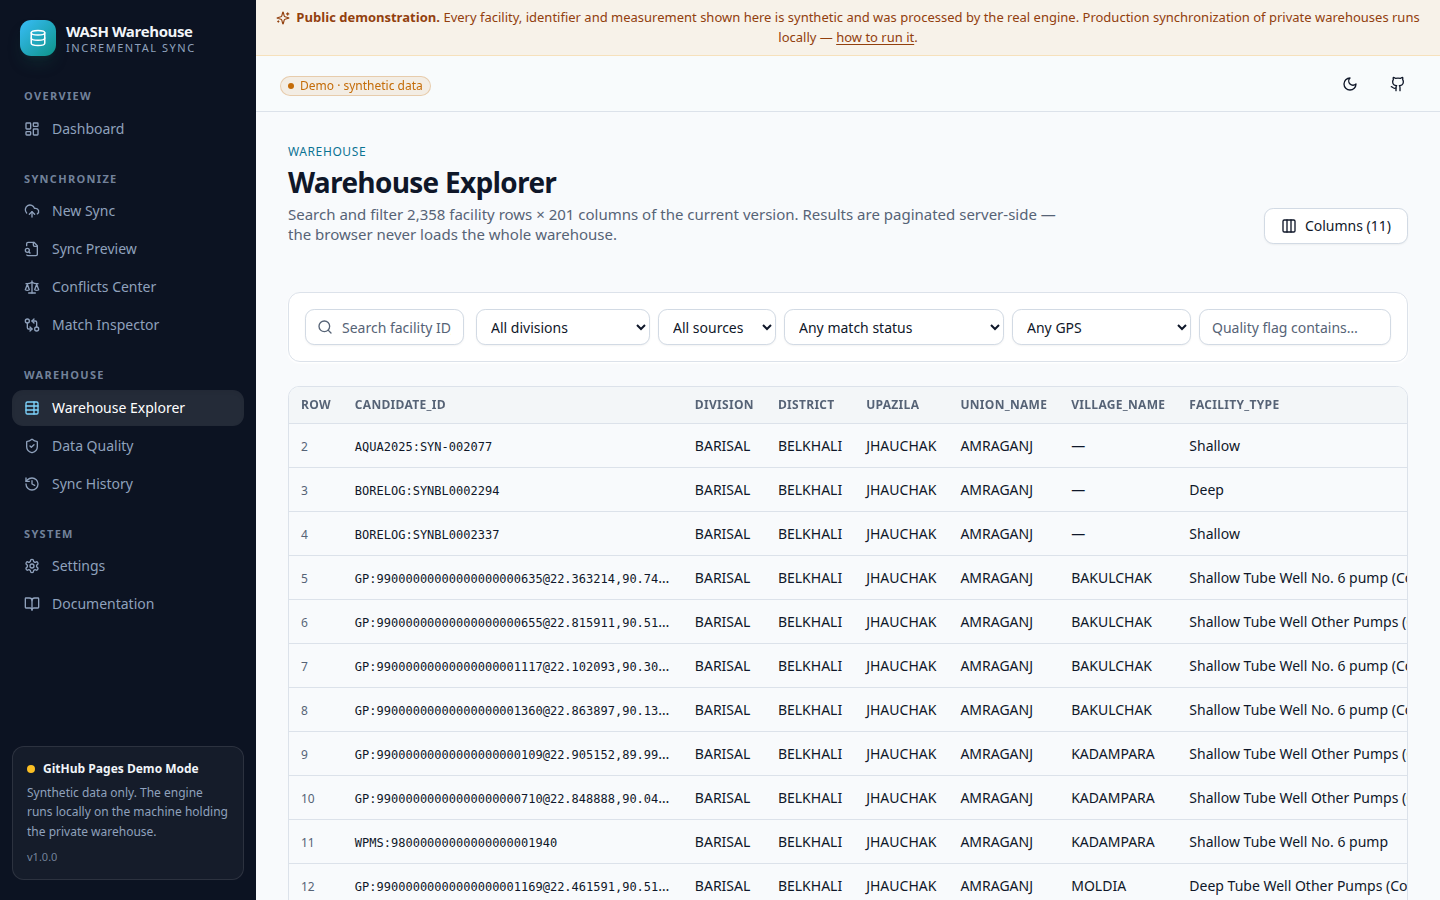 WASH Warehouse
INCREMENTAL SYNC
OVERVIEW
Dashboard
SYNCHRONIZE
New Sync
Sync Preview
Conflicts Center
Match Inspector
WAREHOUSE
Warehouse Explorer
Data Quality
Sync History
SYSTEM
Settings
Documentation
GitHub Pages Demo Mode
Synthetic data only. The engine
runs locally on the machine holding
the private warehouse.
v1.0.0
Public demonstration. Every facility, identifier and measurement shown here is synthetic and was processed by the real engine. Production synchronization of private warehouses runs
locally — how to run it.
Demo · synthetic data
WAREHOUSE
Warehouse Explorer
Search and filter 2,358 facility rows × 201 columns of the current version. Results are paginated server-side —
the browser never loads the whole warehouse.
Columns (11)
Search facility ID All divisions All sources Any match status Any GPS Quality flag contains...
ROW CANDIDATE_ID DIVISION DISTRICT UPAZILA UNION_NAME VILLAGE_NAME FACILITY_TYPE
2 AQUA2025:SYN-002077 BARISAL BELKHALI JHAUCHAK AMRAGANJ — Shallow
3 BORELOG:SYNBL0002294 BARISAL BELKHALI JHAUCHAK AMRAGANJ — Deep
4 BORELOG:SYNBL0002337 BARISAL BELKHALI JHAUCHAK AMRAGANJ — Shallow
5 GP:99000000000000000000635@22.363214,90.74... BARISAL BELKHALI JHAUCHAK AMRAGANJ BAKULCHAK Shallow Tube Well No. 6 pump (Co
6 GP:99000000000000000000655@22.815911,90.51... BARISAL BELKHALI JHAUCHAK AMRAGANJ BAKULCHAK Shallow Tube Well Other Pumps (
7 GP:99000000000000000001117@22.102093,90.30... BARISAL BELKHALI JHAUCHAK AMRAGANJ BAKULCHAK Shallow Tube Well No. 6 pump (Co
8 GP:99000000000000000001360@22.863897,90.13... BARISAL BELKHALI JHAUCHAK AMRAGANJ BAKULCHAK Shallow Tube Well No. 6 pump (Co
9 GP:99000000000000000000109@22.905152,89.99... BARISAL BELKHALI JHAUCHAK AMRAGANJ KADAMPARA Shallow Tube Well Other Pumps (
10 GP:99000000000000000000710@22.848888,90.04... BARISAL BELKHALI JHAUCHAK AMRAGANJ KADAMPARA Shallow Tube Well Other Pumps (
11 WPMS:98000000000000000001940 BARISAL BELKHALI JHAUCHAK AMRAGANJ KADAMPARA Shallow Tube Well No. 6 pump
12 GP:99000000000000000001169@22.461591,90.51... BARISAL BELKHALI JHAUCHAK AMRAGANJ MOLDIA Deep Tube Well Other Pumps (Co